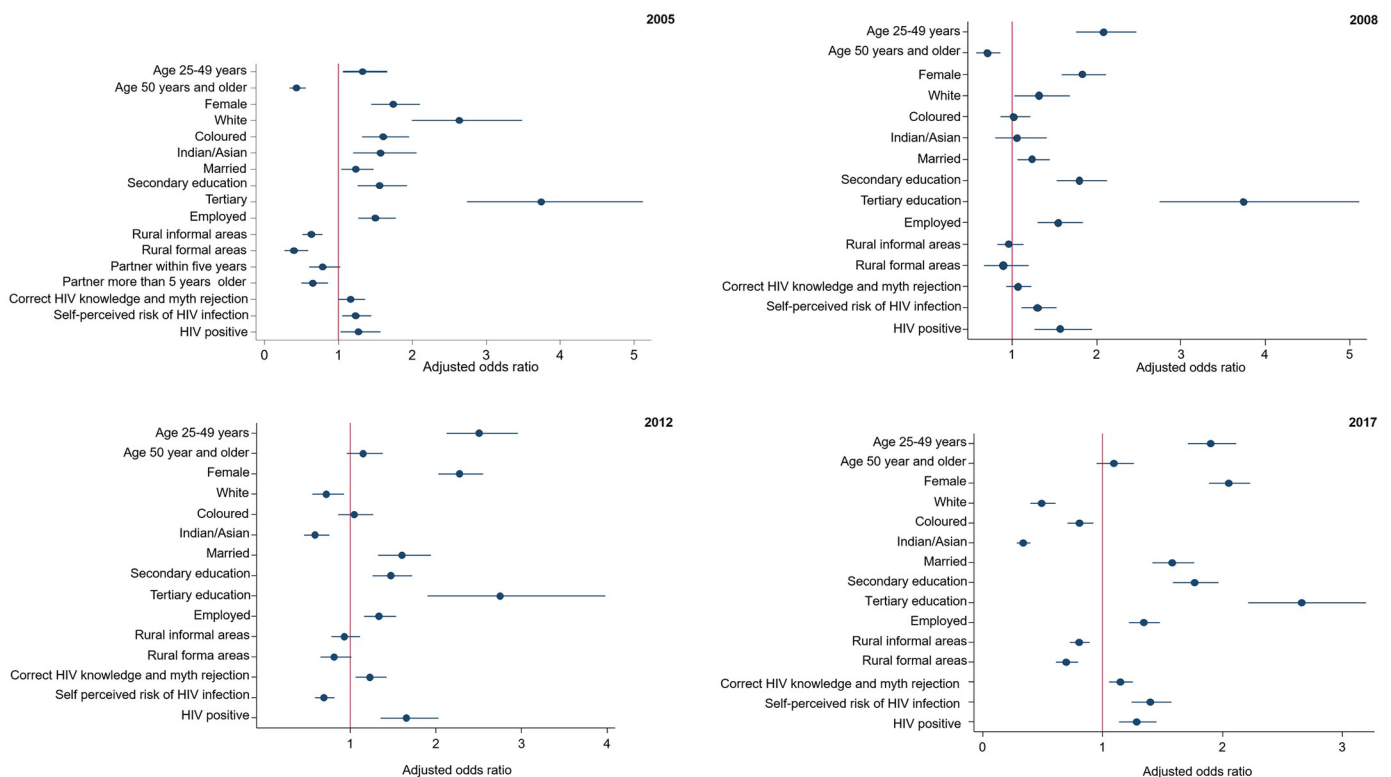 2005
Age 25-49 years
Age 50 years and older
Female
White
Coloured
Indian/Asian
Married
Secondary education
Tertiary
Employed
Rural informal areas
Rural formal areas
Partner within five years
Partner more than 5 years older
Correct HIV knowledge and myth rejection
Self-perceived risk of HIV infection
HIV positive
0 1 2 3 4 5
Adjusted odds ratio
2008
Age 25-49 years
Age 50 years and older
Female
White
Coloured
Indian/Asian
Married
Secondary education
Tertiary education
Employed
Rural informal areas
Rural formal areas
Correct HIV knowledge and myth rejection
Self-perceived risk of HIV infection
HIV positive
1 2 3 4 5
Adjusted odds ratio
2012
Age 25-49 years
Age 50 year and older
Female
White
Coloured
Indian/Asian
Married
Secondary education
Tertiary education
Employed
Rural informal areas
Rural forma areas
Correct HIV knowledge and myth rejection
Self perceived risk of HIV infection
HIV positive
1 2 3 4
Adjusted odds ratio
2017
Age 25-49 years
Age 50 year and older
Female
White
Coloured
Indian/Asian
Married
Secondary education
Tertiary education
Employed
Rural informal areas
Rural formal areas
Correct HIV knowledge and myth rejection
Self-perceived risk of HIV infection
HIV positive
0 1 2 3
Adjusted odds ratio